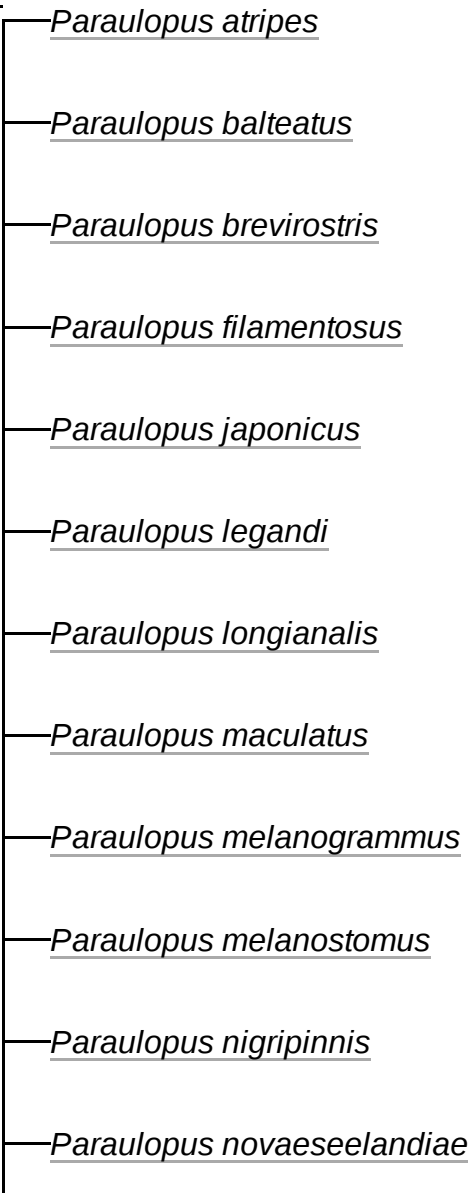 Paraulopus atripes
Paraulopus balteatus
Paraulopus brevirostris
Paraulopus filamentosus
Paraulopus japonicus
Paraulopus legandi
Paraulopus longianalis
Paraulopus maculatus
Paraulopus melanogrammus
Paraulopus melanostomus
Paraulopus nigripinnis
Paraulopus novaeseelandiae